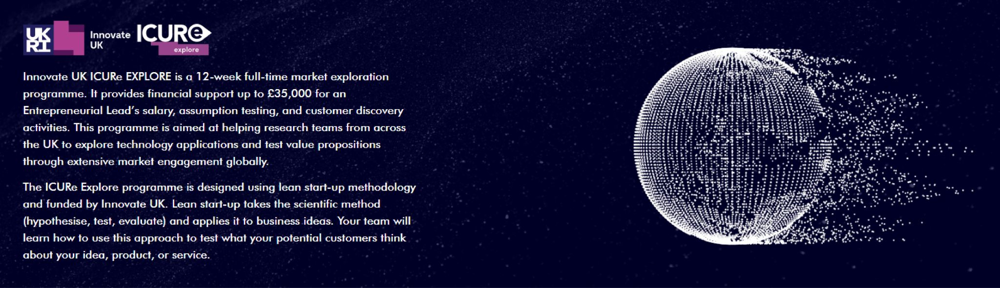 UK
RI
Innovate
UK
ICURe
explore
Innovate UK ICURe EXPLORE is a 12-week full-time market exploration
programme. It provides financial support up to £35,000 for an
Entrepreneurial Lead’s salary, assumption testing, and customer discovery
activities. This programme is aimed at helping research teams from across
the UK to explore technology applications and test value propositions
through extensive market engagement globally.
The ICURe Explore programme is designed using lean start-up methodology
and funded by Innovate UK. Lean start-up takes the scientific method
(hypothesise, test, evaluate) and applies it to business ideas. Your team will
learn how to use this approach to test what your potential customers think
about your idea, product, or service.